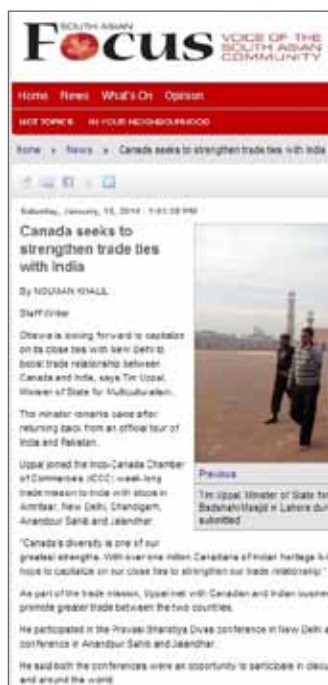 SOUTH ASIAN
Focus
VOICE OF THE
SOUTH ASIAN
COMMUNITY
Home News What's On Opinion
HOT TOPICS IN YOUR NEIGHBOURHOOD
home » News » Canada seeks to strengthen trade ties with India
Saturday, January, 2014
Canada seeks to
strengthen trade ties
with India
By NOUMAN KHALIL
Staff Writer
Ottawa is looking forward to capitalize
on its close ties with New Delhi to
boost trade relationship between
Canada and India, says Tim Uppal,
Minister of State for Multiculturalism.
The minister remarks came after
returning back from an official tour of
India and Pakistan.
Uppal joined the Indo-Canada Chamber
of Commerce (ICCC) week-long
trade mission to India with stops in
Amritsar, New Delhi, Chandigarh,
Anandpur Sahib and Jalandhar.
Previous
Tim Uppal, Minister of State for
Badshahi Masjid in Lahore
submitted
"Canada's diversity is one of our
greatest strengths. With over one million Canadians of Indian heritage
hope to capitalize on our close ties to strengthen our trade relationship."
As part of the trade mission, Uppal met with Canadian and Indian
promote greater trade between the two countries.
He participated in the Pravasi Bharatiya Divas conference in New Delhi
conference in Anandpur Sahib and Jalandhar.
He said both the conferences were an opportunity to participate in
and around the world